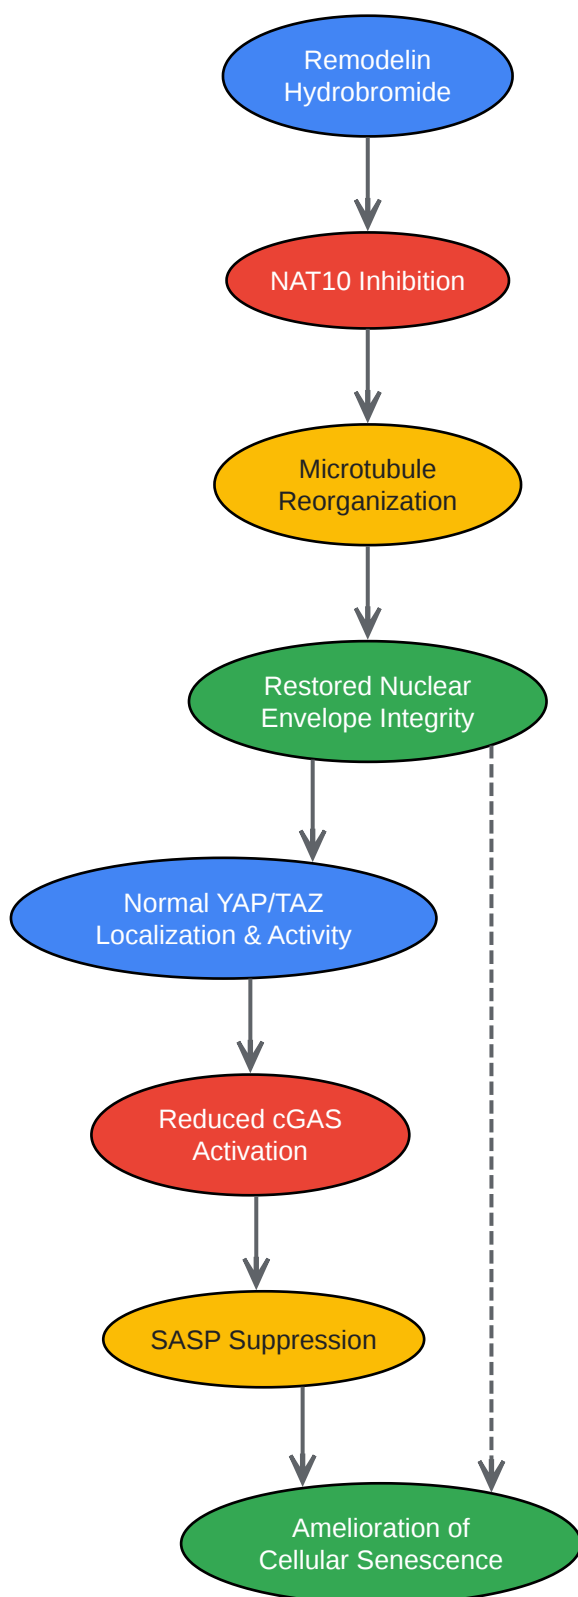 Remodelin
Hydrobromide
NAT10 Inhibition
Microtubule
Reorganization
Restored Nuclear
Envelope Integrity
Normal YAP/TAZ
Localization & Activity
Reduced cGAS
Activation
SASP Suppression
Amelioration of
Cellular Senescence